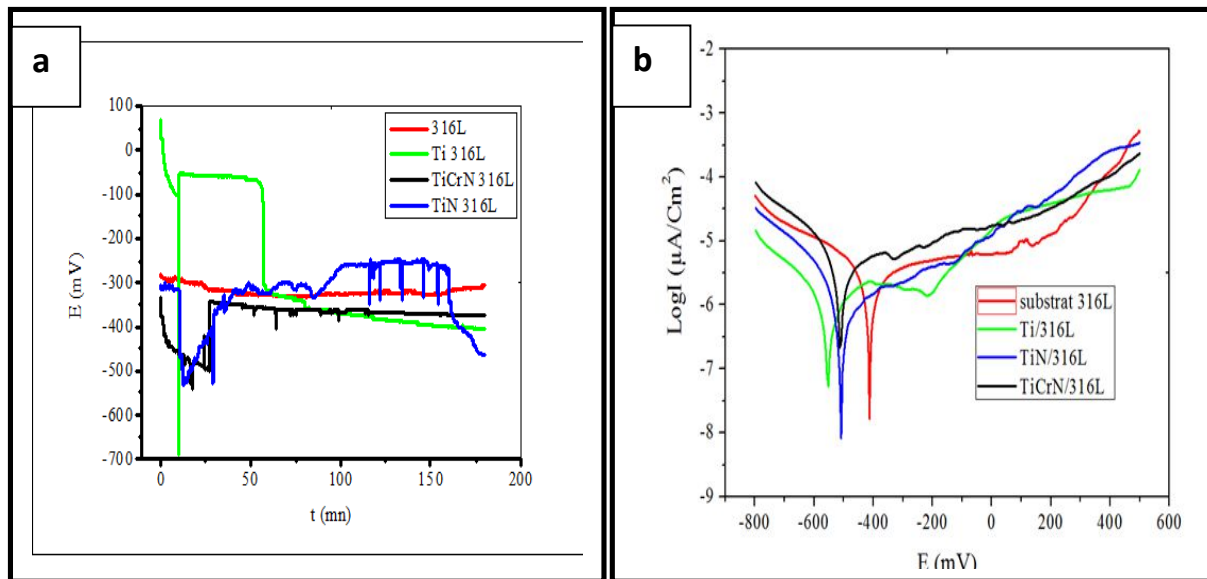 a
100
0
-100
-200
-300
-400
-500
-600
-700
E (mV)
0
50
100
150
200
t (mn)
316L
Ti 316L
TiCrN 316L
TiN 316L
b
-2
-3
-4
-5
-6
-7
-8
-9
LogI (µA/Cm²)
-800
-600
-400
-200
0
200
400
600
E (mV)
substrat 316L
Ti/316L
TiN/316L
TiCrN/316L